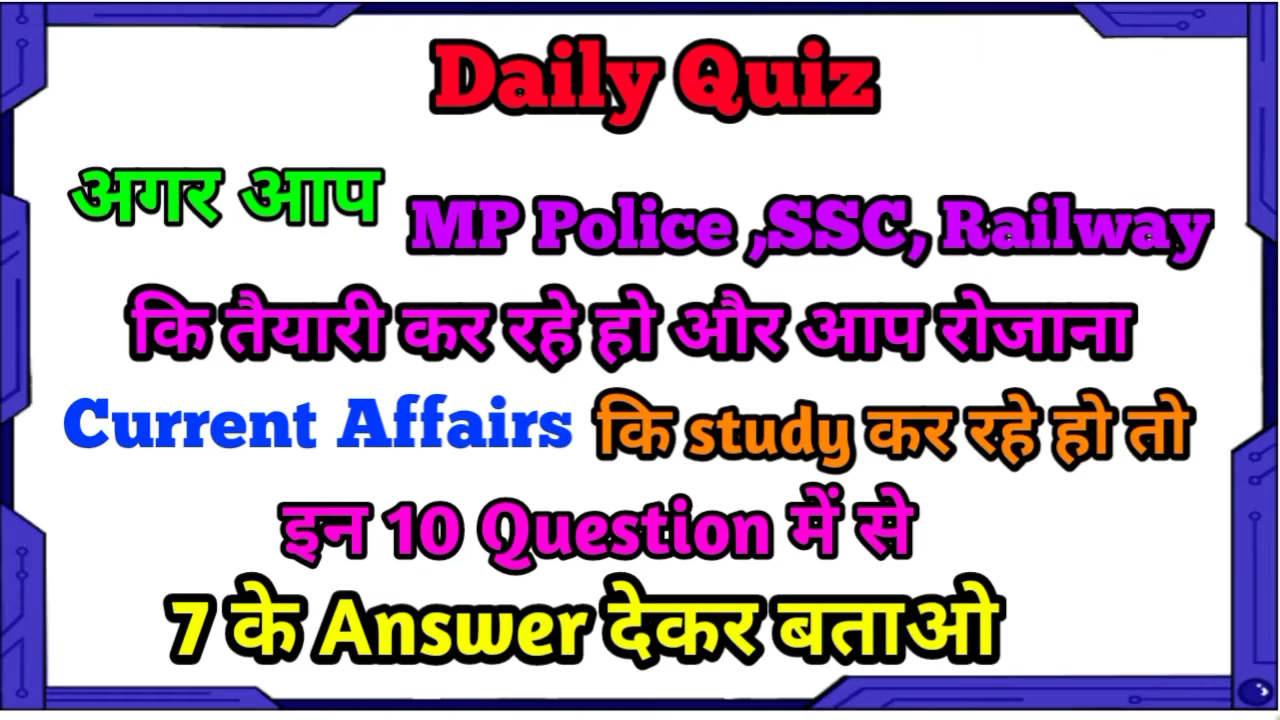 Daily Quiz
अगर आप MP Police ,SSC, Railway
कि तैयारी कर रहे हो और आप रोजाना
Current Affairs कि study कर रहे हो तो
इन 10 Question में से
7 के Answer देकर बताओ